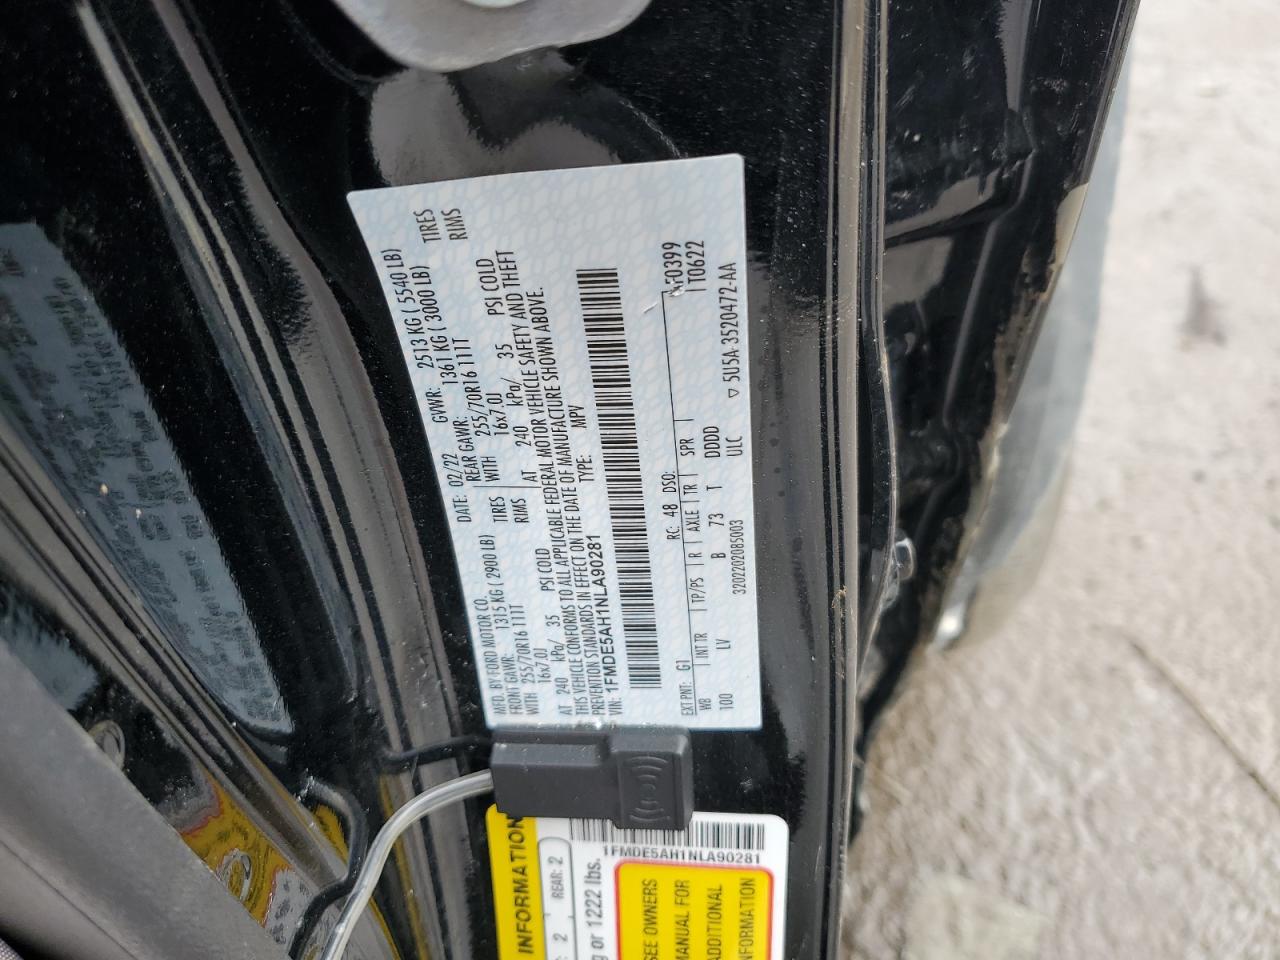 MFD. BY FORD MOTOR CO.
DATE: 02/22 GVWR: 2513 KG ( 5540 LB)
FRONT GAWR: 1315 KG ( 2900 LB) REAR GAWR: 1361 KG ( 3000 LB)
WITH 255/70R16 111T TIRES WITH 255/70R16 111T TIRES
16x7.0J RIMS 16x7.0J RIMS
AT 240 kPa/ 35 PSI COLD AT 240 kPa/ 35 PSI COLD
THIS VEHICLE CONFORMS TO ALL APPLICABLE FEDERAL MOTOR VEHICLE SAFETY AND THEFT
PREVENTION STANDARDS IN EFFECT ON THE DATE OF MANUFACTURE SHOWN ABOVE.
VIN: 1FMDE5AH1NLA90281 TYPE: MPV
F0399
EXT PNT: G1 RC: 48 DSO: T0622
WB INT TR TP/PS R AXLE TR SPR
100 LV B 73 T DDDD
3202202085003 ULC ▽ 5U5A-3520472-AA
1FMDE5AH1NLA90281
INFORMATION
: 2 REAR: 2
g or 1222 lbs.
SEE OWNERS
MANUAL FOR
ADDITIONAL
INFORMATION